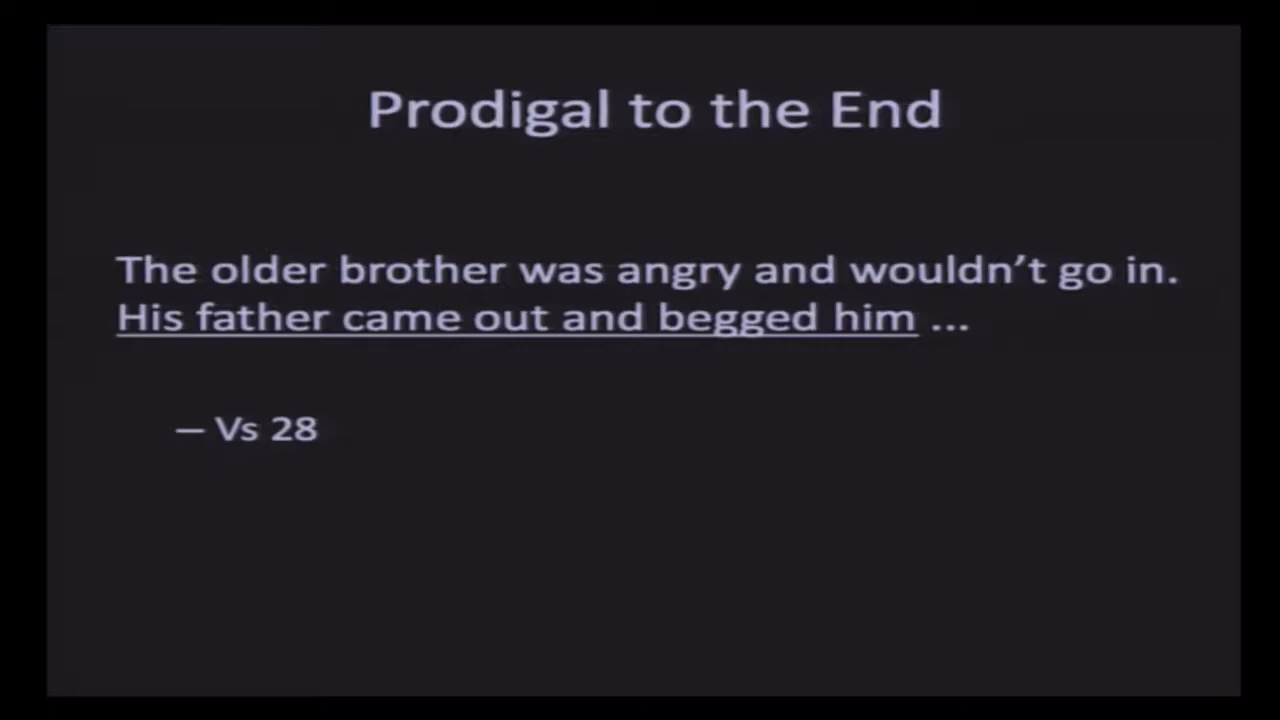 Prodigal to the End
The older brother was angry and wouldn’t go in.
His father came out and begged him ...
– Vs 28